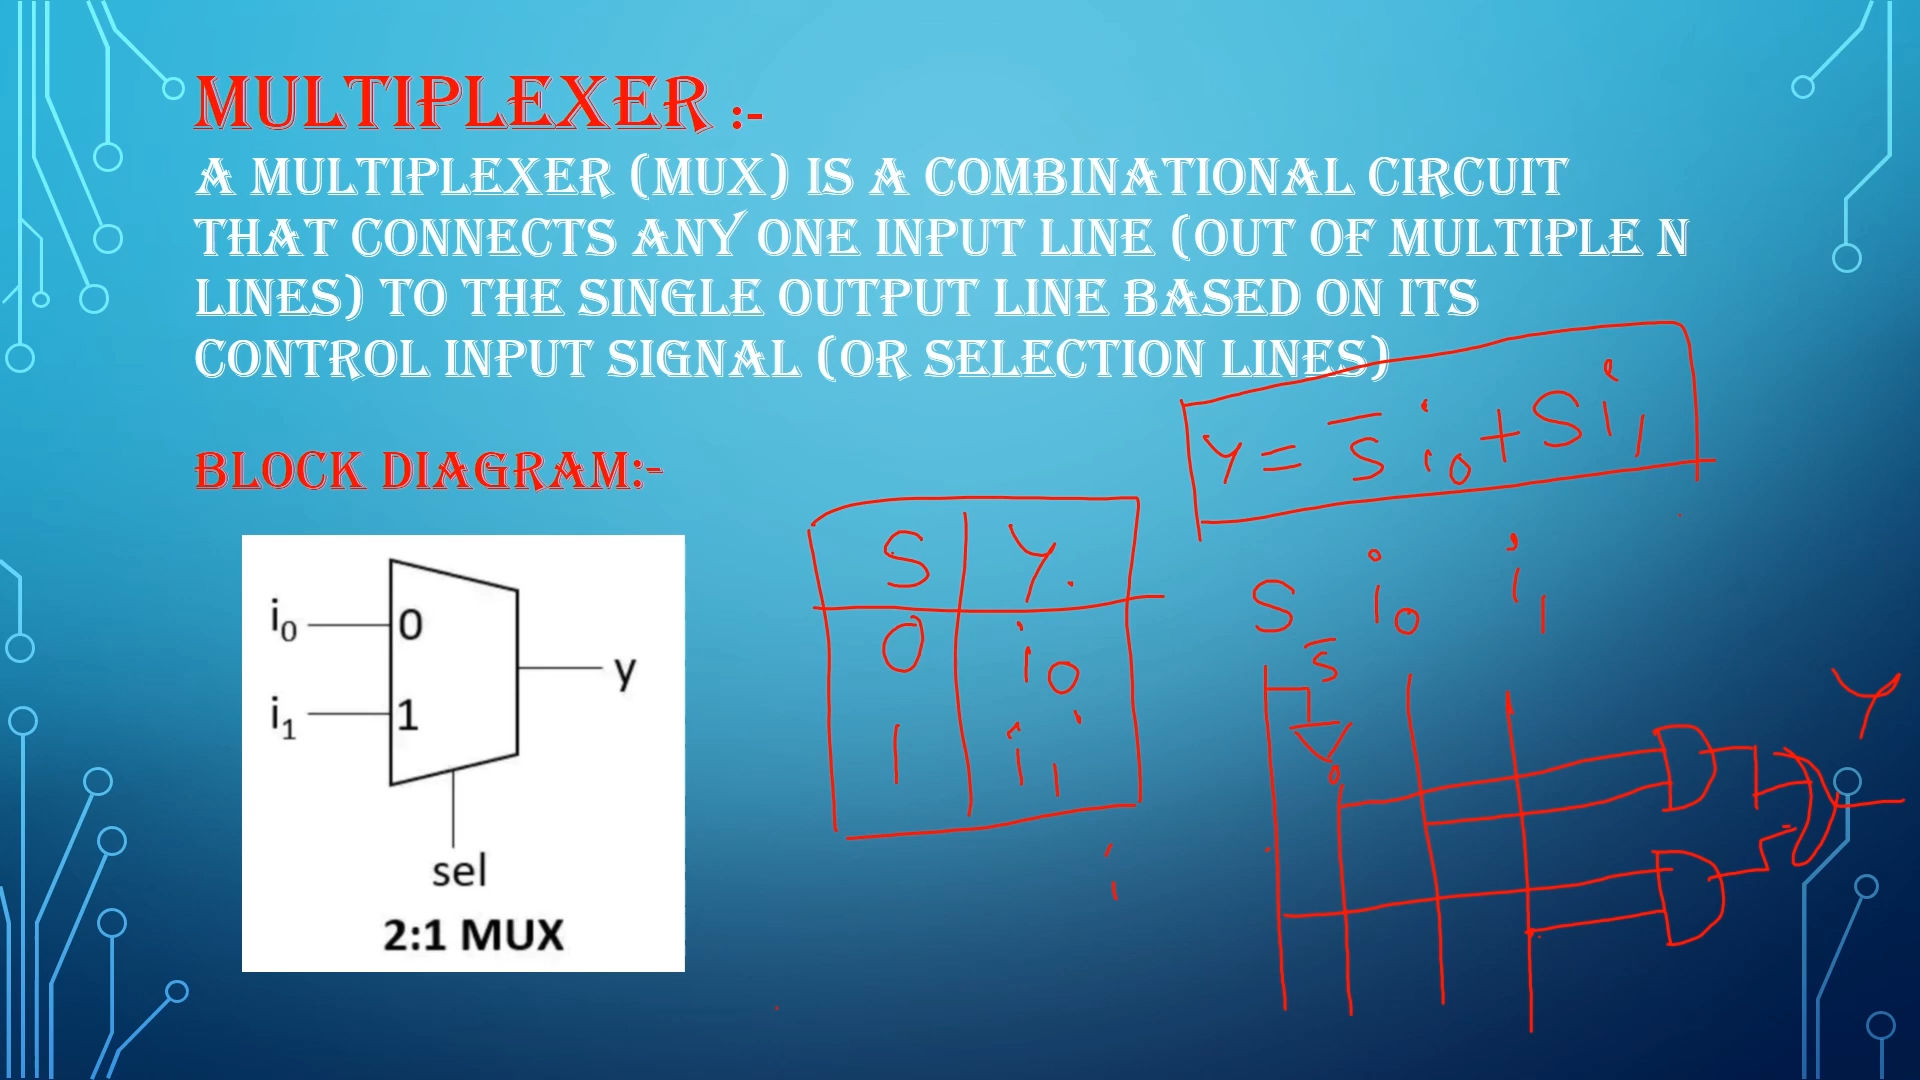 MULTIPLEXER :-
A MULTIPLEXER (MUX) IS A COMBINATIONAL CIRCUIT
THAT CONNECTS ANY ONE INPUT LINE (OUT OF MULTIPLE N
LINES) TO THE SINGLE OUTPUT LINE BASED ON ITS
CONTROL INPUT SIGNAL (OR SELECTION LINES)
Y = S̅ i₀ + S i₁
BLOCK DIAGRAM:-
i₀ 0
i₁ 1
y
sel
2:1 MUX
S Y
0 i₀
1 i₁
S i₀ i₁
S̅
Y